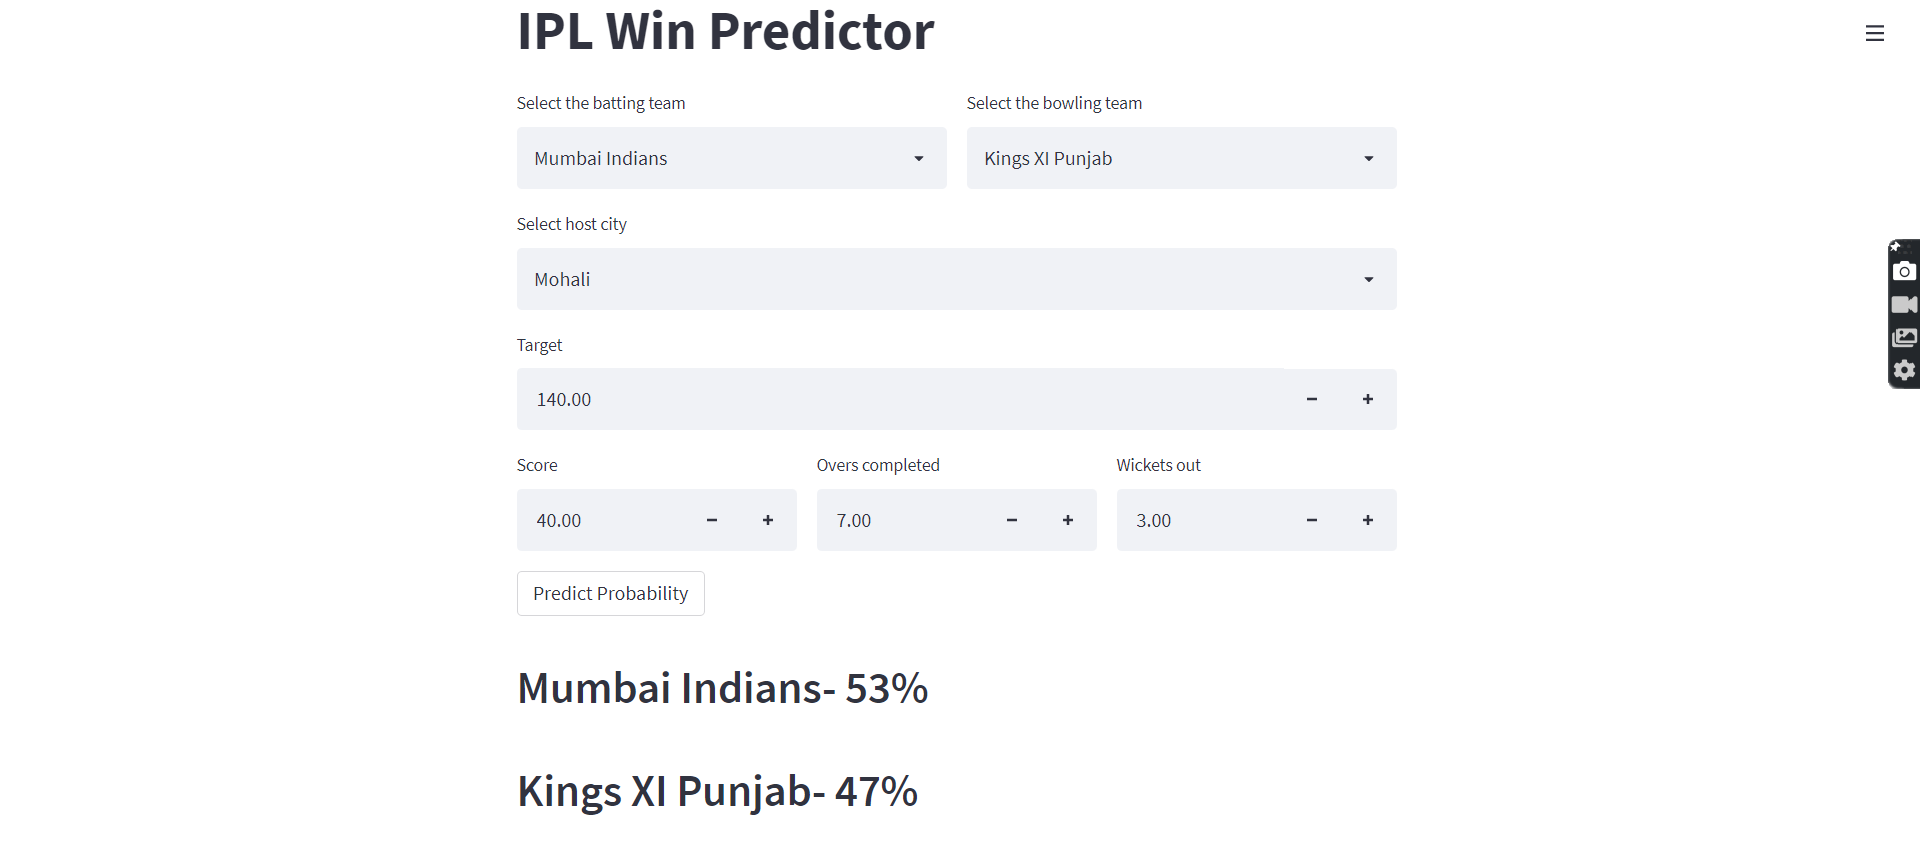 IPL Win Predictor
Select the batting team
Select the bowling team
Mumbai Indians
Kings XI Punjab
Select host city
Mohali
Target
140.00
Score
Overs completed
Wickets out
40.00
7.00
3.00
Predict Probability
Mumbai Indians- 53%
Kings XI Punjab- 47%